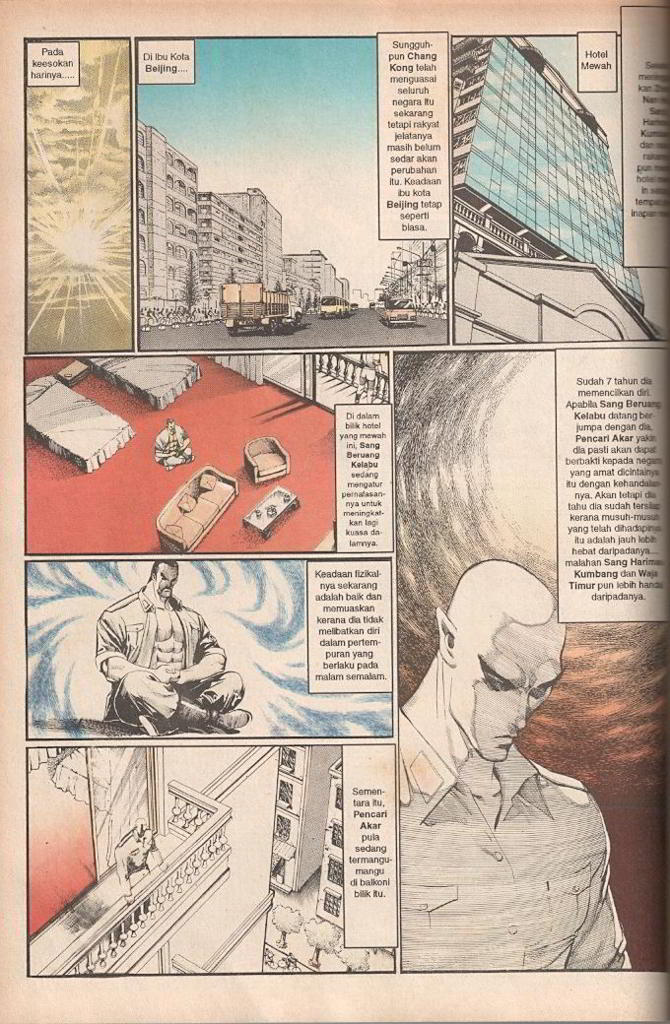 Pada
keesokan
harinya.....
Di Ibu Kota
Beijing....
Sungguh-
pun Chang
Kong telah
menguasai
seluruh
negara itu
sekarang
tetapi rakyat
jelatanya
masih belum
sedar akan
perubahan
itu. Keadaan
ibu kota
Beijing tetap
seperti
biasa.
Hotel
Mewah
Di dalam
bilik hotel
yang mewah
ini, Sang
Beruang
Kelabu
sedang
mengatur
pernafasan-
nya untuk
meningkat-
kan lagi
kuasa da-
lamnya.
Sudah 7 tahun dia
memencilkan diri.
Apabila Sang Beruang
Kelabu datang ber-
jumpa dengan dia,
Pencari Akar yakin
dia pasti akan dapat
berbakti kepada negara
yang amat dicintainya
itu dengan kehandalan-
nya. Akan tetapi dia
tahu dia sudah tersilap
kerana musuh-musuh
yang telah dihadapinya
itu adalah jauh lebih
hebat daripadanya....
malahan Sang Harimau
Kumbang dan Waja
Timur pun lebih handal
daripadanya.
Keadaan fizikal-
nya sekarang
adalah baik dan
memuaskan
kerana dia tidak
melibatkan diri
dalam pertem-
puran yang
berlaku pada
malam semalam.
Semen-
tara itu,
Pencari
Akar
pula
sedang
termangu-
mangu
di balkoni
bilik itu.